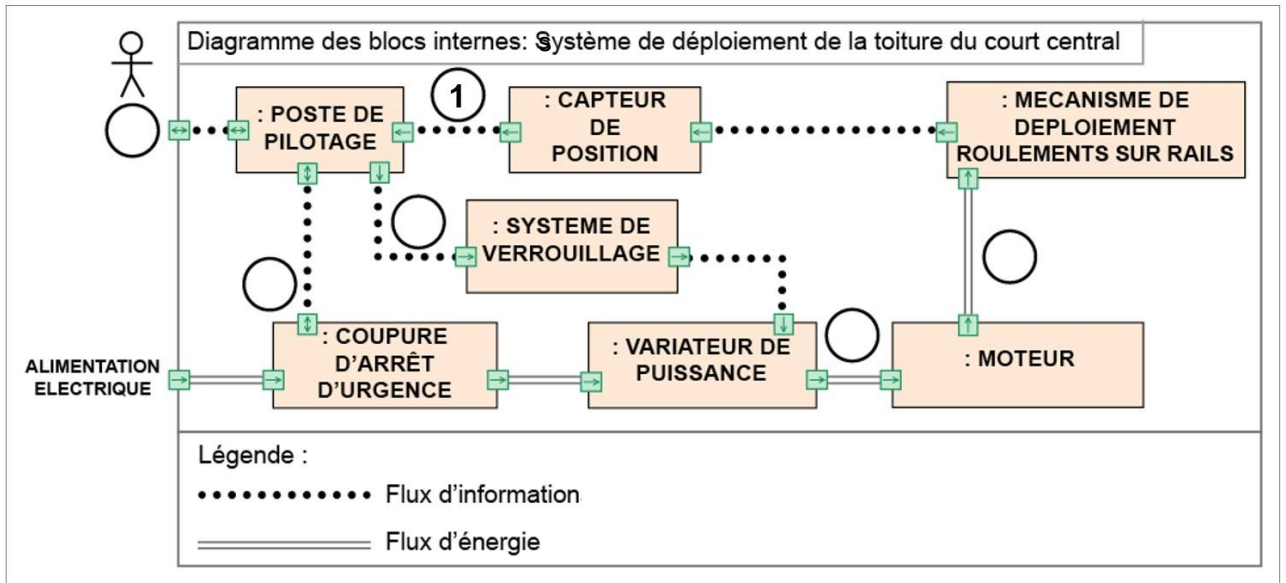 Diagramme des blocs internes: Système de déploiement de la toiture du court central
: POSTE DE
PILOTAGE
1
: CAPTEUR
DE
POSITION
: MECANISME DE
DEPLOIEMENT
ROULEMENTS SUR RAILS
: SYSTEME DE
VERROUILLAGE
ALIMENTATION
ELECTRIQUE
: COUPURE
D'ARRÊT
D'URGENCE
: VARIATEUR DE
PUISSANCE
: MOTEUR
Légende :
Flux d'information
Flux d'énergie